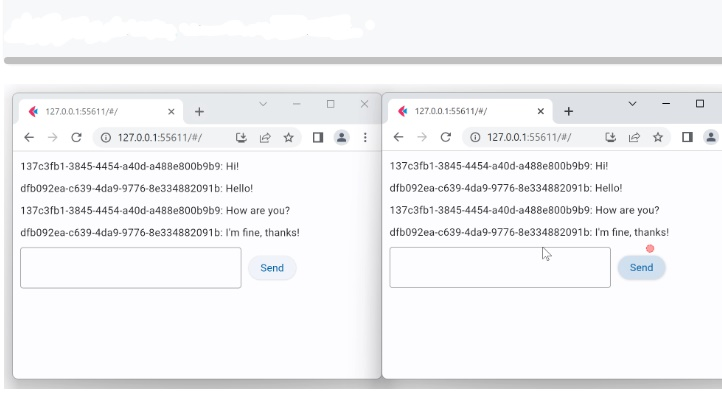 127.0.0.1:55611/#/
127.0.0.1:55611/#/
137c3fb1-3845-4454-a40d-a488e800b9b9: Hi!
dfb092ea-c639-4da9-9776-8e334882091b: Hello!
137c3fb1-3845-4454-a40d-a488e800b9b9: How are you?
dfb092ea-c639-4da9-9776-8e334882091b: I'm fine, thanks!
Send
127.0.0.1:55611/#/
127.0.0.1:55611/#/
137c3fb1-3845-4454-a40d-a488e800b9b9: Hi!
dfb092ea-c639-4da9-9776-8e334882091b: Hello!
137c3fb1-3845-4454-a40d-a488e800b9b9: How are you?
dfb092ea-c639-4da9-9776-8e334882091b: I'm fine, thanks!
Send